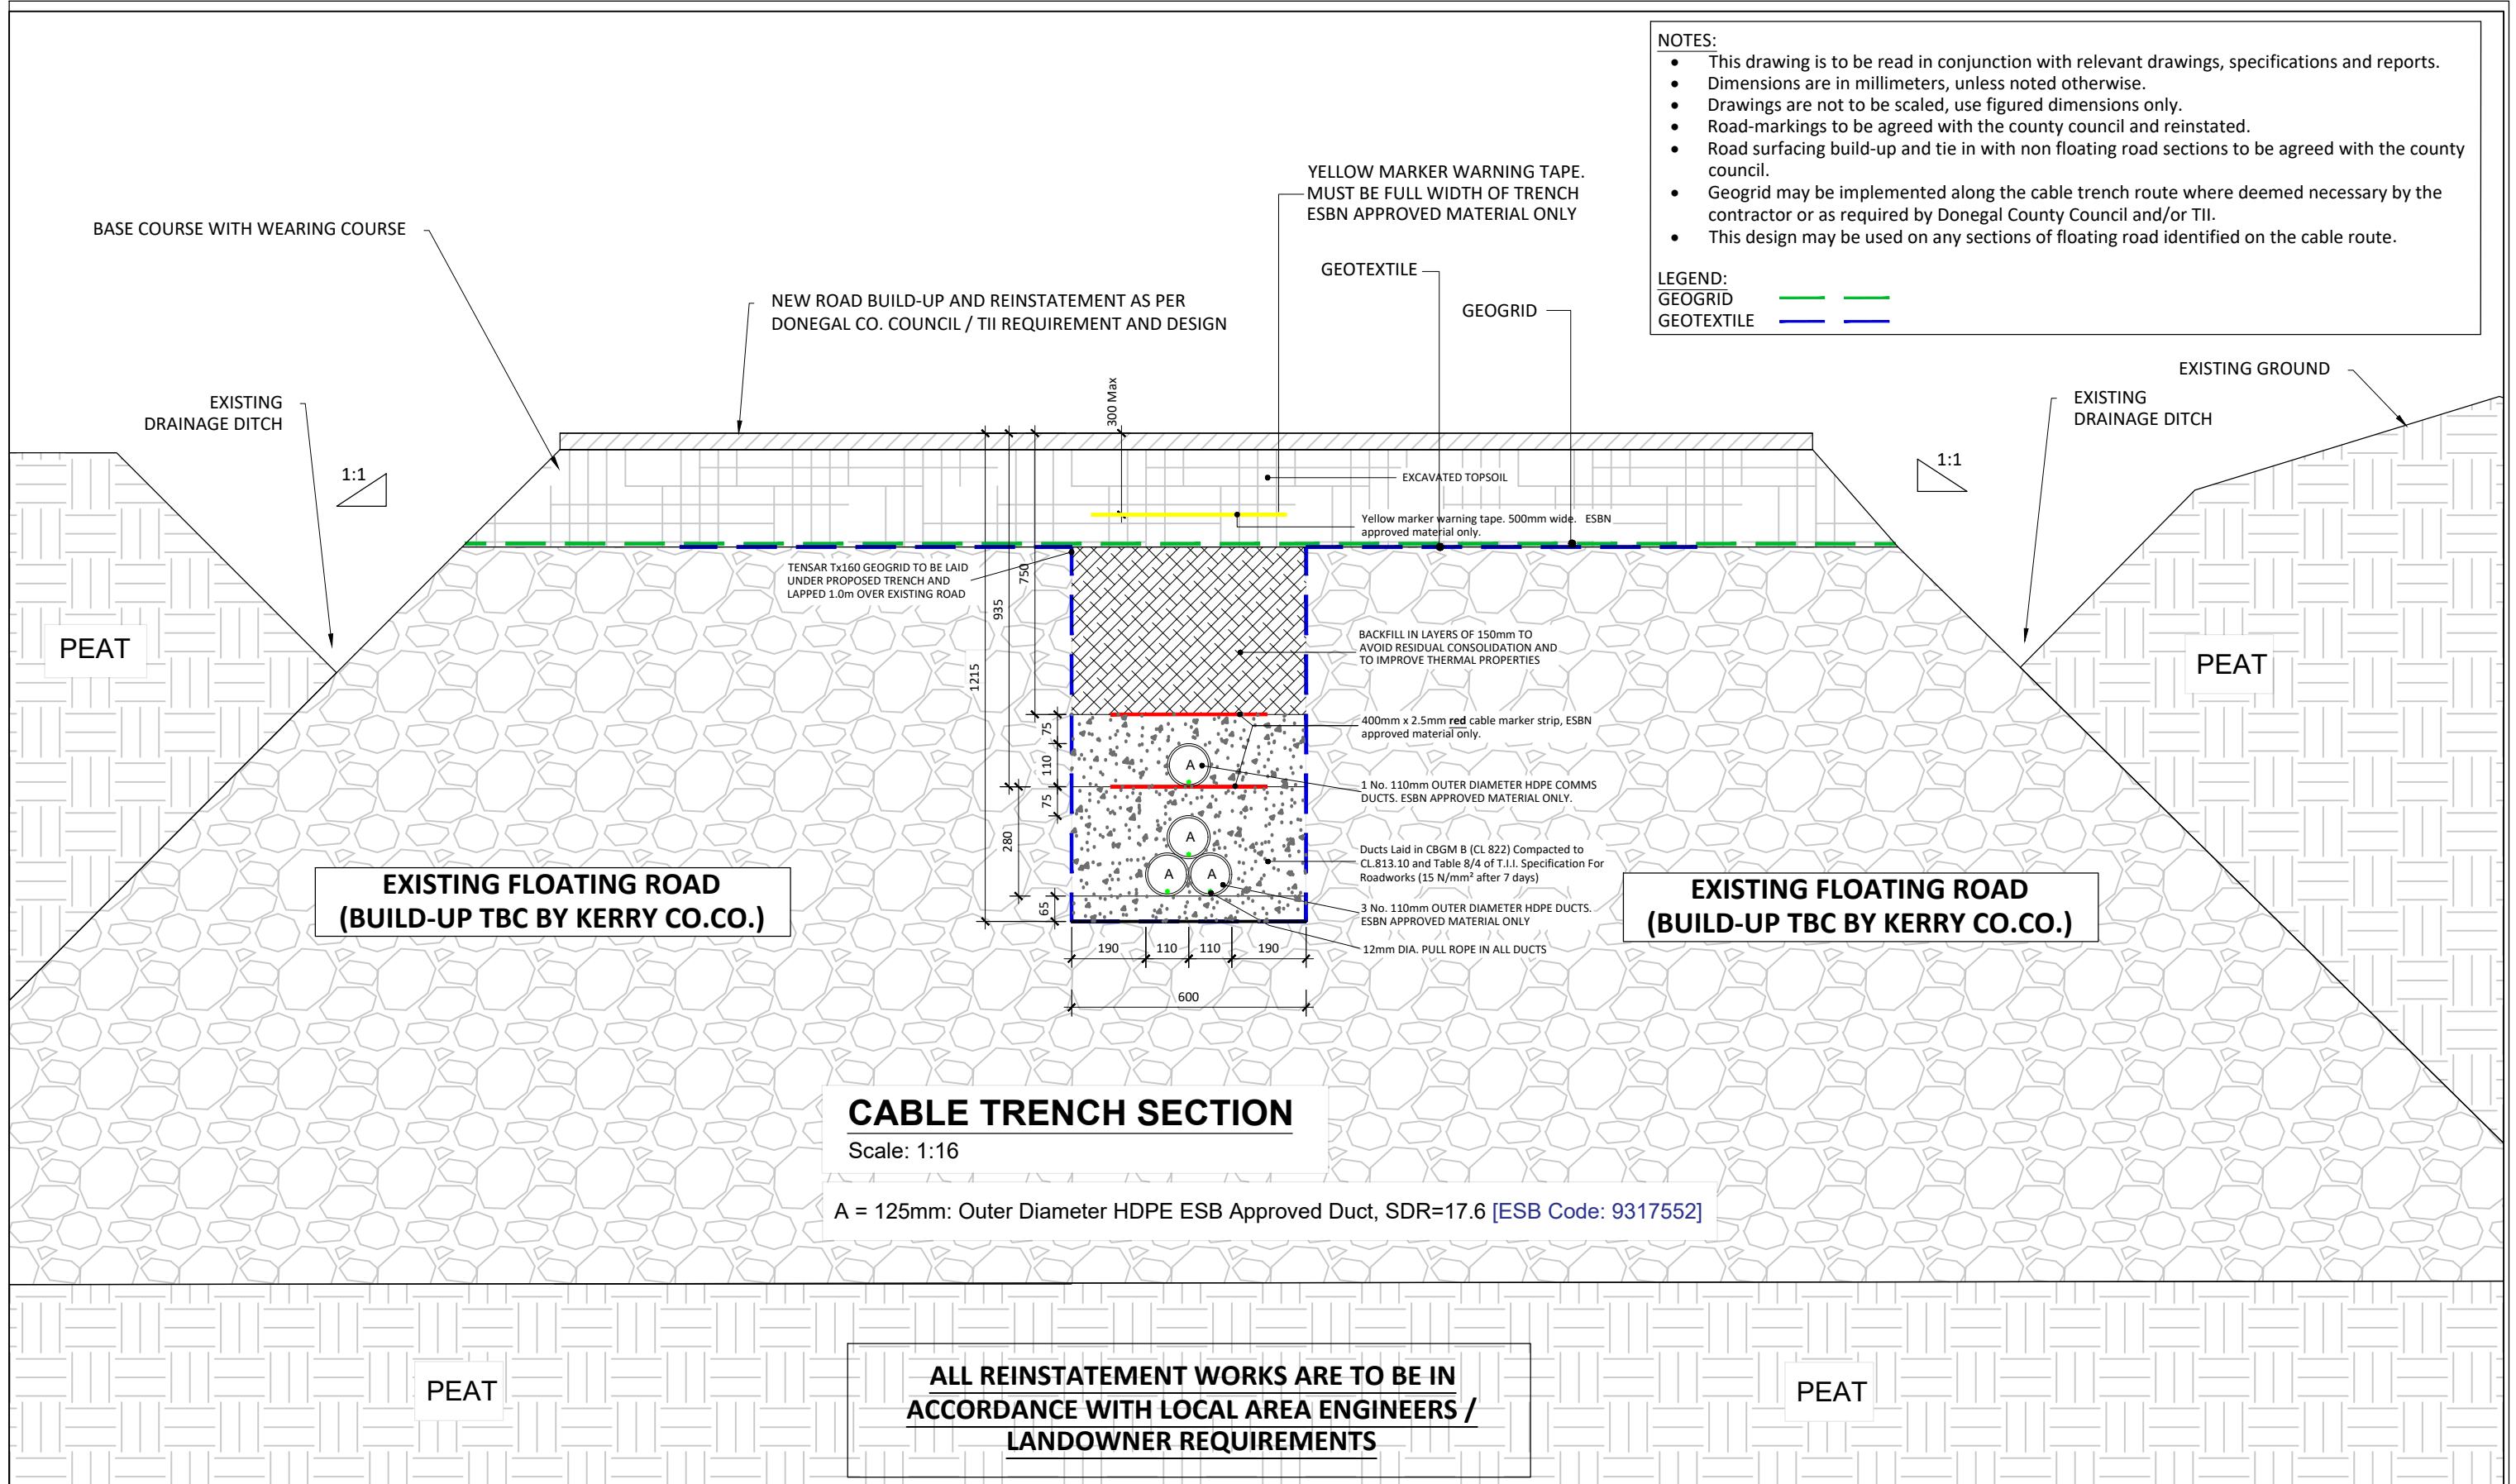 NOTES:
• This drawing is to be read in conjunction with relevant drawings, specifications and reports.
• Dimensions are in millimeters, unless noted otherwise.
• Drawings are not to be scaled, use figured dimensions only.
• Road-markings to be agreed with the county council and reinstated.
• Road surfacing build-up and tie in with non floating road sections to be agreed with the county
council.
• Geogrid may be implemented along the cable trench route where deemed necessary by the
contractor or as required by Donegal County Council and/or TII.
• This design may be used on any sections of floating road identified on the cable route.
LEGEND:
GEOGRID
GEOTEXTILE
YELLOW MARKER WARNING TAPE.
MUST BE FULL WIDTH OF TRENCH
ESBN APPROVED MATERIAL ONLY
BASE COURSE WITH WEARING COURSE
GEOTEXTILE
NEW ROAD BUILD-UP AND REINSTATEMENT AS PER
DONEGAL CO. COUNCIL / TII REQUIREMENT AND DESIGN
GEOGRID
EXISTING GROUND
EXISTING
DRAINAGE DITCH
EXISTING
DRAINAGE DITCH
300 Max
1:1
1:1
EXCAVATED TOPSOIL
Yellow marker warning tape. 500mm wide. ESBN
approved material only.
TENSAR Tx160 GEOGRID TO BE LAID
UNDER PROPOSED TRENCH AND
LAPPED 1.0m OVER EXISTING ROAD
750
935
1215
PEAT
PEAT
BACKFILL IN LAYERS OF 150mm TO
AVOID RESIDUAL CONSOLIDATION AND
TO IMPROVE THERMAL PROPERTIES
400mm x 2.5mm red cable marker strip, ESBN
approved material only.
75
110
75
280
65
A
A
A
A
1 No. 110mm OUTER DIAMETER HDPE COMMS
DUCTS. ESBN APPROVED MATERIAL ONLY.
Ducts Laid in CBGM B (CL 822) Compacted to
CL.813.10 and Table 8/4 of T.I.I. Specification For
Roadworks (15 N/mm² after 7 days)
3 No. 110mm OUTER DIAMETER HDPE DUCTS.
ESBN APPROVED MATERIAL ONLY
12mm DIA. PULL ROPE IN ALL DUCTS
EXISTING FLOATING ROAD
(BUILD-UP TBC BY KERRY CO.CO.)
EXISTING FLOATING ROAD
(BUILD-UP TBC BY KERRY CO.CO.)
190 110 110 190
600
CABLE TRENCH SECTION
Scale: 1:16
A = 125mm: Outer Diameter HDPE ESB Approved Duct, SDR=17.6 [ESB Code: 9317552]
PEAT
PEAT
ALL REINSTATEMENT WORKS ARE TO BE IN
ACCORDANCE WITH LOCAL AREA ENGINEERS /
LANDOWNER REQUIREMENTS